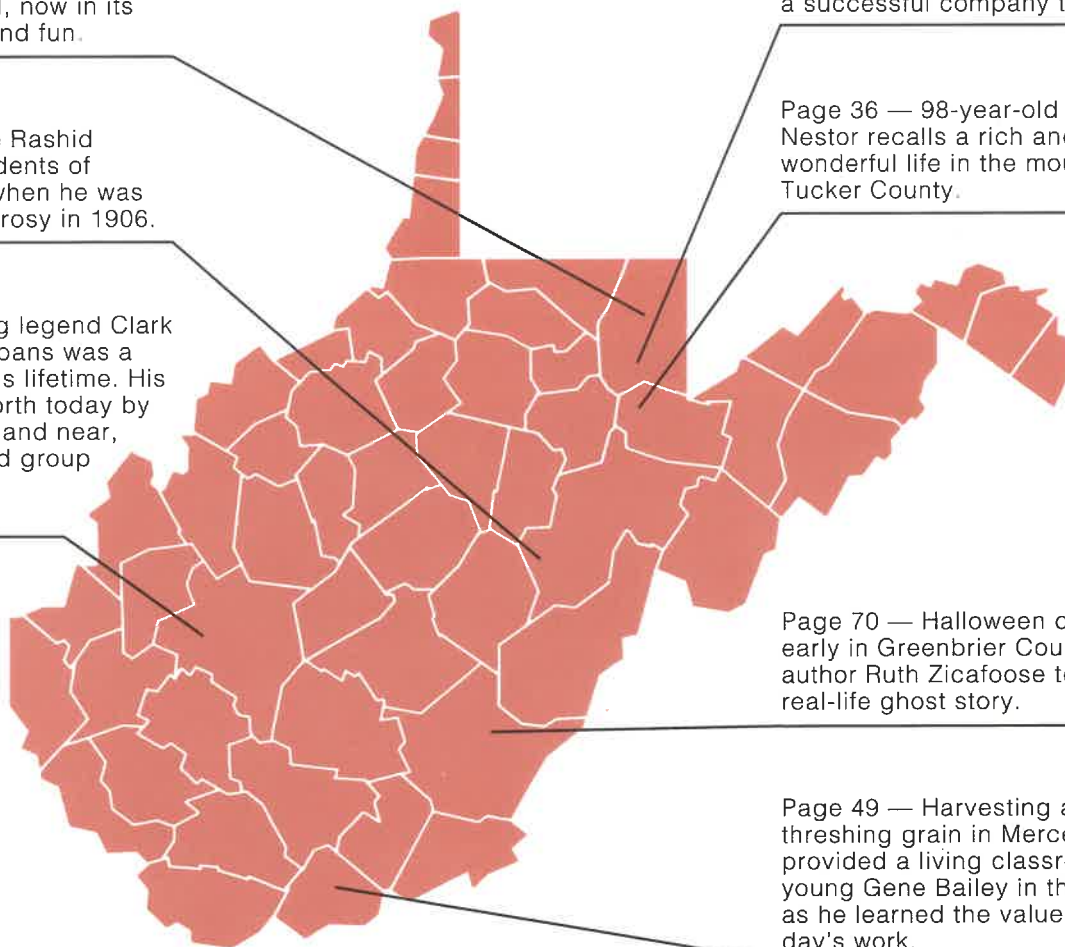 , now in its
nd fun.
Rashid
dents of
when he was
rosy in 1906.
g legend Clark
pans was a
s lifetime. His
orth today by
and near,
d group
a successful company t
Page 36 — 98-year-old
Nestor recalls a rich an
wonderful life in the mou
Tucker County.
Page 70 — Halloween c
early in Greenbrier Cou
author Ruth Zicafoose t
real-life ghost story.
Page 49 — Harvesting a
threshing grain in Merce
provided a living classr
young Gene Bailey in th
as he learned the value
day's work.